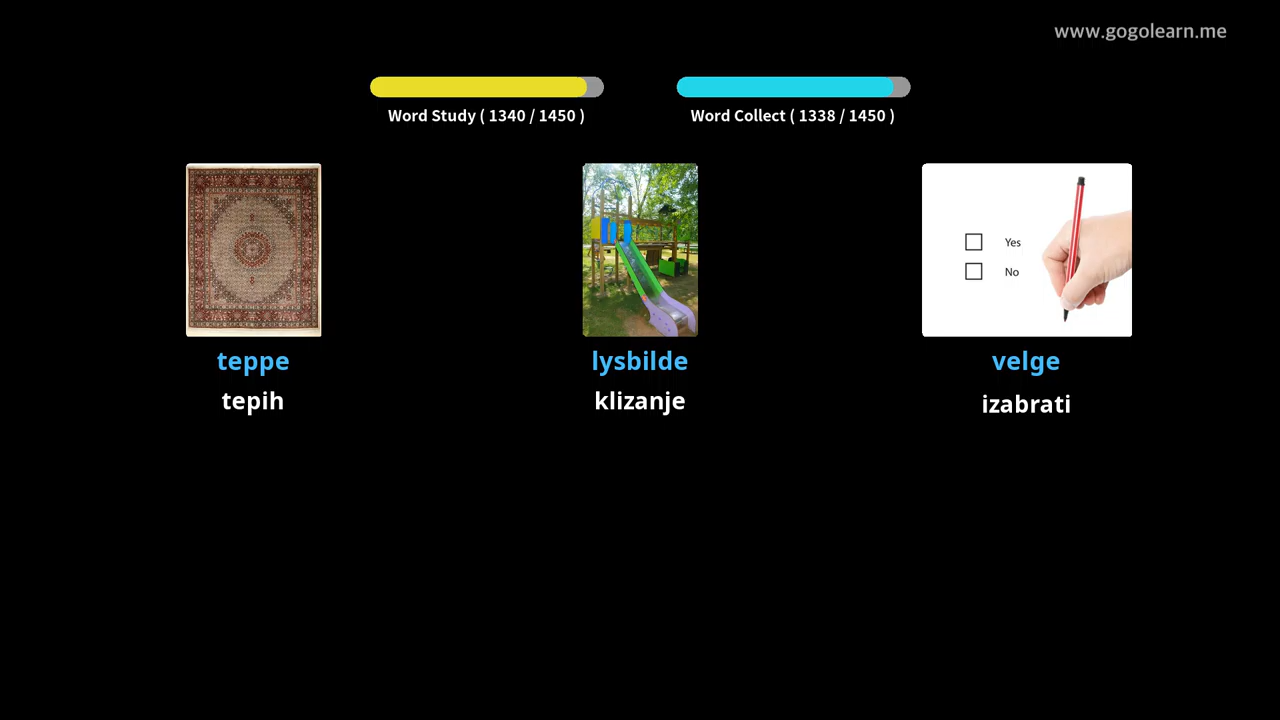 www.gogolearn.me
Word Study ( 1340 / 1450 )
Word Collect ( 1338 / 1450 )
Yes
No
teppe
lysbilde
velge
tepih
klizanje
izabrati